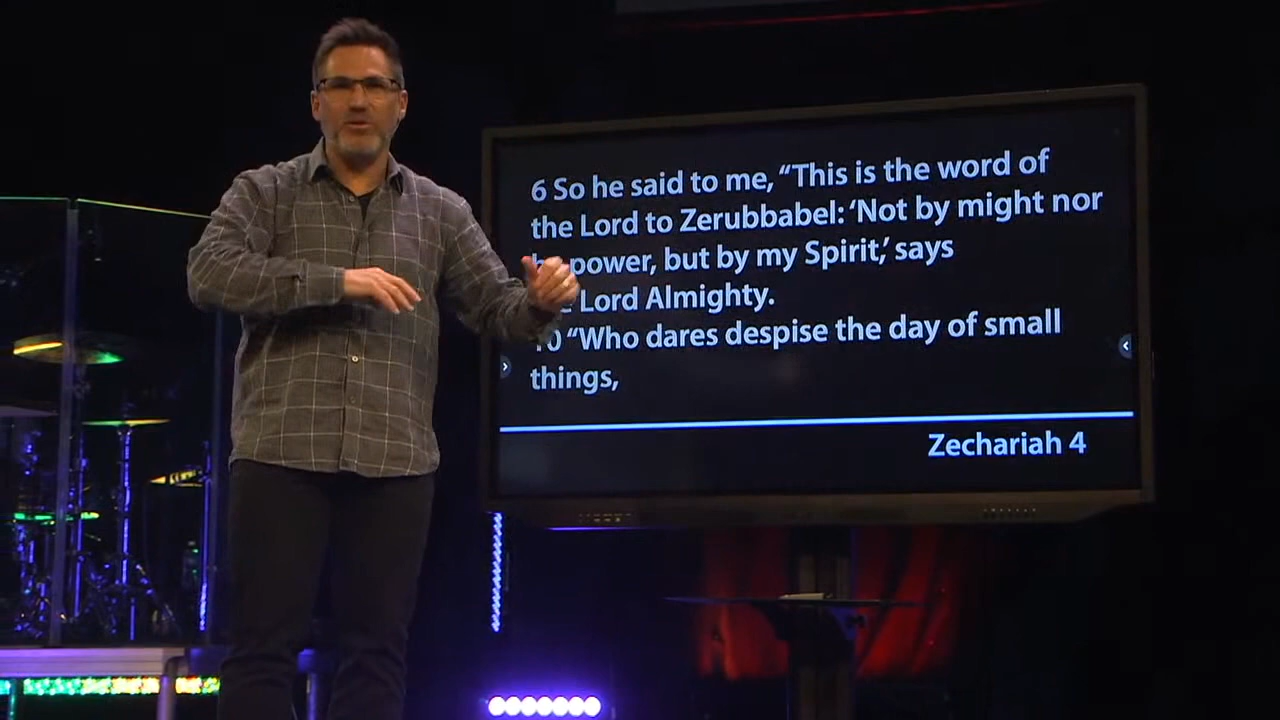 6 So he said to me, “This is the word of
the Lord to Zerubbabel: ‘Not by might nor
power, but by my Spirit,’ says
Lord Almighty.
10 “Who dares despise the day of small
things,
Zechariah 4